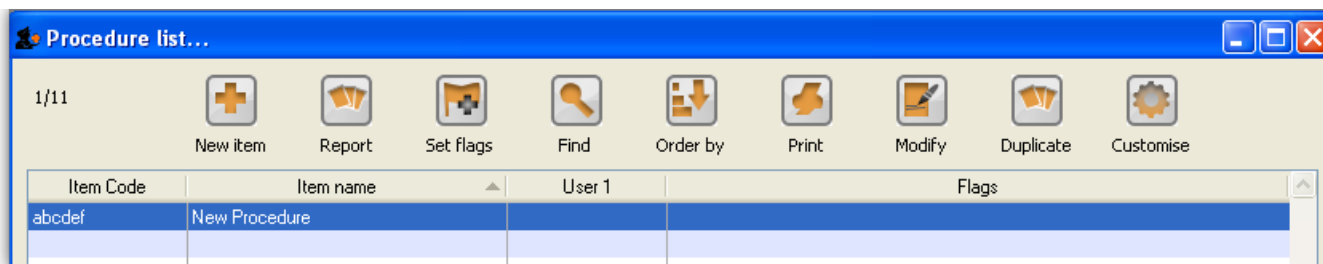 Procedure list...
1/11
New item Report Set flags Find Order by Print Modify Duplicate Customise
Item Code Item name User 1 Flags
abcdef New Procedure